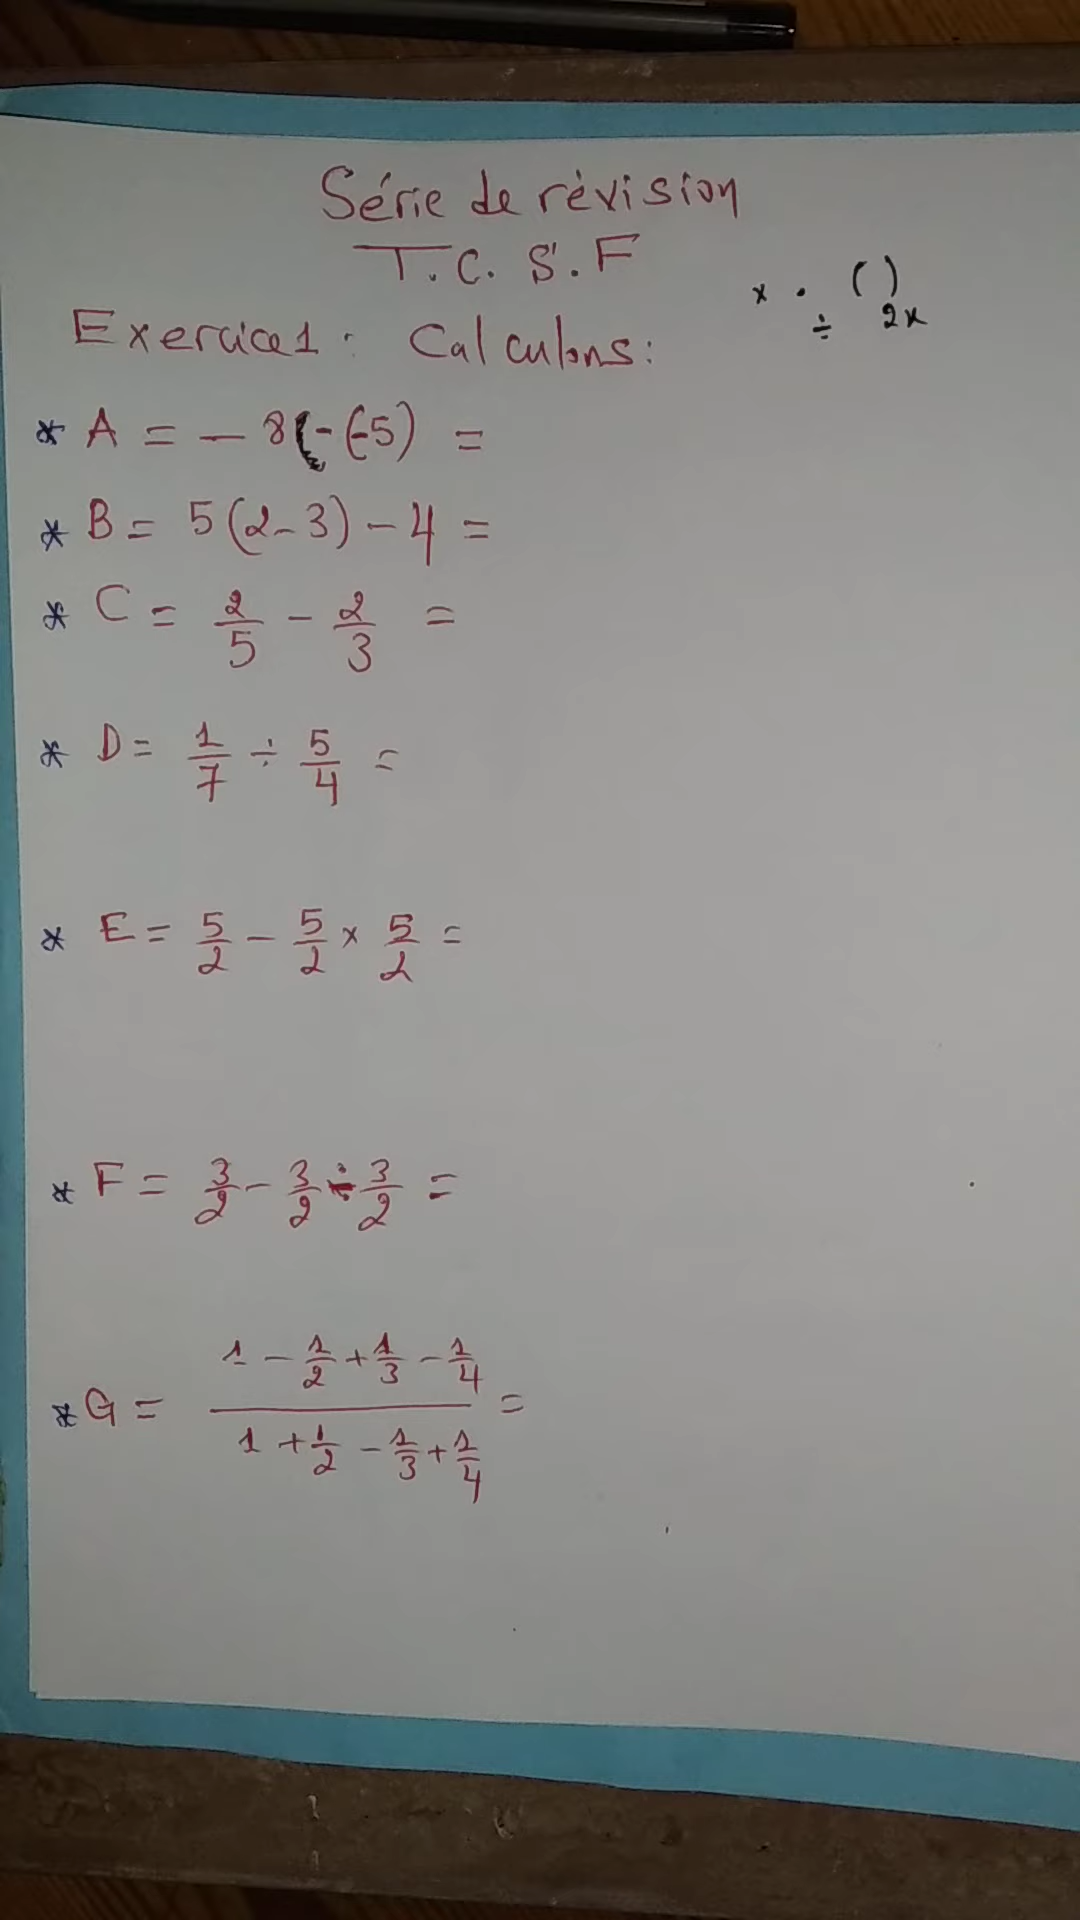 Série de révision
T.C. S.F
x . ( )
÷ 2x
Exercice1: Calculons:
* A = - 8 - (-5) =
* B = 5(2-3) - 4 =
* C = 2/5 - 2/3 =
* D = 1/7 ÷ 5/4 =
* E = 5/2 - 5/2 × 5/2 =
* F = 3/2 - 3/2 ÷ 3/2 =
* G = (1 - 1/2 + 1/3 - 1/4)/(1 + 1/2 - 1/3 + 1/4) =